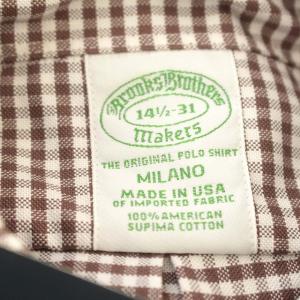 Brooks Brothers
14½-31
Makers
THE ORIGINAL POLO SHIRT
MILANO
MADE IN USA
OF IMPORTED FABRIC
100% AMERICAN
SUPIMA COTTON